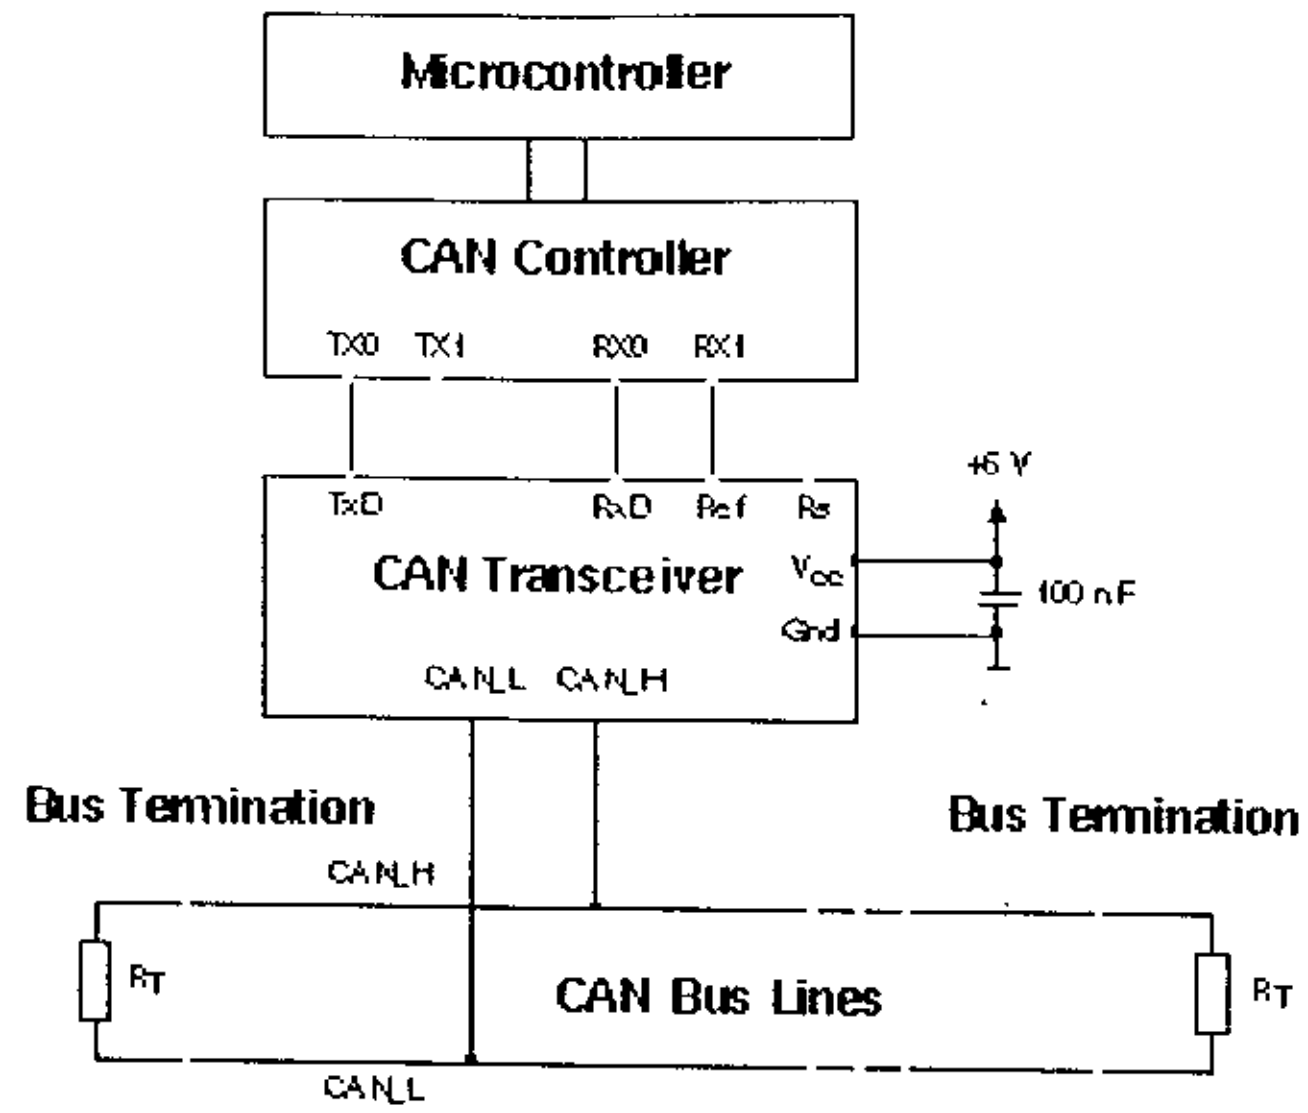 Microcontroller
CAN Controller
TX0 TX1 RX0 RX1
+5 V
TxD RxD Ref Rs
CAN Transceiver
Vcc
100 nF
Gnd
CAN_L CAN_H
Bus Termination
Bus Termination
CAN_H
RT
CAN Bus Lines
RT
CAN_L